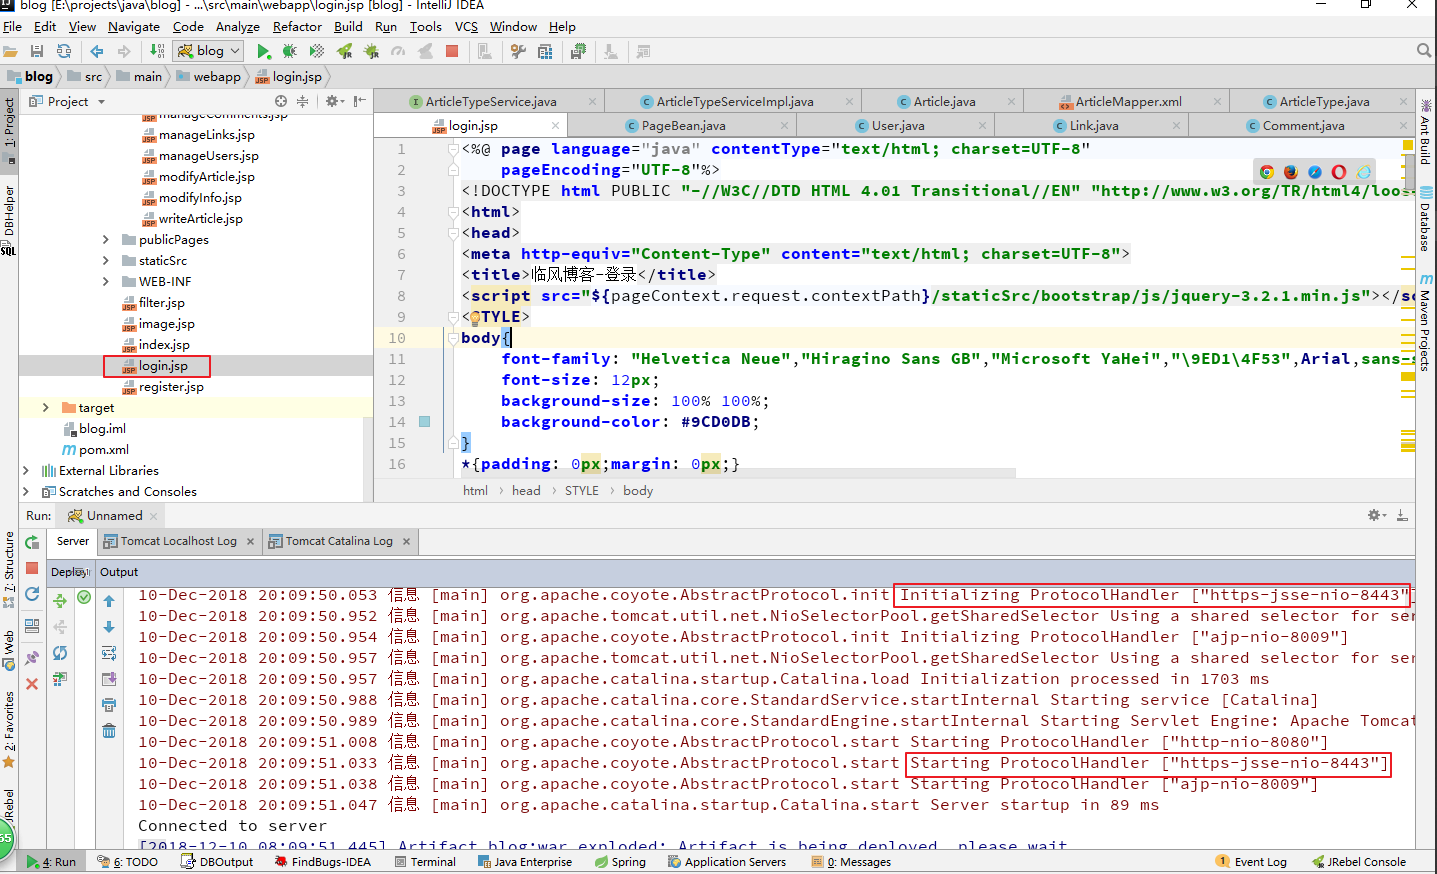 blog [E:\projects\java\blog] - ...\src\main\webapp\login.jsp [blog] - IntelliJ IDEA
File Edit View Navigate Code Analyze Refactor Build Run Tools VCS Window Help
blog
blog src main webapp login.jsp
Project
ArticleTypeService.java ArticleTypeServiceImpl.java Article.java ArticleMapper.xml ArticleType.java
login.jsp PageBean.java User.java Link.java Comment.java
manageComments.jsp
manageLinks.jsp
manageUsers.jsp
modifyArticle.jsp
modifyInfo.jsp
writeArticle.jsp
publicPages
staticSrc
WEB-INF
filter.jsp
image.jsp
index.jsp
login.jsp
register.jsp
target
blog.iml
pom.xml
External Libraries
Scratches and Consoles
1 <%@ page language="java" contentType="text/html; charset=UTF-8"
2 pageEncoding="UTF-8"%>
3 <!DOCTYPE html PUBLIC "-//W3C//DTD HTML 4.01 Transitional//EN" "http://www.w3.org/TR/html4/loos
4 <html>
5 <head>
6 <meta http-equiv="Content-Type" content="text/html; charset=UTF-8">
7 <title>临风博客-登录</title>
8 <script src="${pageContext.request.contextPath}/staticSrc/bootstrap/js/jquery-3.2.1.min.js"></sc
9 <STYLE>
10 body{
11 font-family: "Helvetica Neue","Hiragino Sans GB","Microsoft YaHei","\9ED1\4F53",Arial,sans-s
12 font-size: 12px;
13 background-size: 100% 100%;
14 background-color: #9CD0DB;
15 }
16 *{padding: 0px;margin: 0px;}
html head STYLE body
1: Project
DBHelper
SQL
7: Structure
Web
2: Favorites
JRebel
65
Ant Build
Database
Maven Projects
Run: Unnamed
Server Tomcat Localhost Log Tomcat Catalina Log
Output
10-Dec-2018 20:09:50.053 信息 [main] org.apache.coyote.AbstractProtocol.init Initializing ProtocolHandler ["https-jsse-nio-8443"]
10-Dec-2018 20:09:50.952 信息 [main] org.apache.tomcat.util.net.NioSelectorPool.getSharedSelector Using a shared selector for ser
10-Dec-2018 20:09:50.954 信息 [main] org.apache.coyote.AbstractProtocol.init Initializing ProtocolHandler ["ajp-nio-8009"]
10-Dec-2018 20:09:50.957 信息 [main] org.apache.tomcat.util.net.NioSelectorPool.getSharedSelector Using a shared selector for ser
10-Dec-2018 20:09:50.957 信息 [main] org.apache.catalina.startup.Catalina.load Initialization processed in 1703 ms
10-Dec-2018 20:09:50.988 信息 [main] org.apache.catalina.core.StandardService.startInternal Starting service [Catalina]
10-Dec-2018 20:09:50.989 信息 [main] org.apache.catalina.core.StandardEngine.startInternal Starting Servlet Engine: Apache Tomcat
10-Dec-2018 20:09:51.008 信息 [main] org.apache.coyote.AbstractProtocol.start Starting ProtocolHandler ["http-nio-8080"]
10-Dec-2018 20:09:51.033 信息 [main] org.apache.coyote.AbstractProtocol.start Starting ProtocolHandler ["https-jsse-nio-8443"]
10-Dec-2018 20:09:51.038 信息 [main] org.apache.coyote.AbstractProtocol.start Starting ProtocolHandler ["ajp-nio-8009"]
10-Dec-2018 20:09:51.047 信息 [main] org.apache.catalina.startup.Catalina.start Server startup in 89 ms
Connected to server
[2018-12-10 08:09:51,445] Artifact blog:war exploded: Artifact is being deployed, please wait
4: Run 6: TODO DBOutput FindBugs-IDEA Terminal Java Enterprise Spring Application Servers 0: Messages 1 Event Log JRebel Console